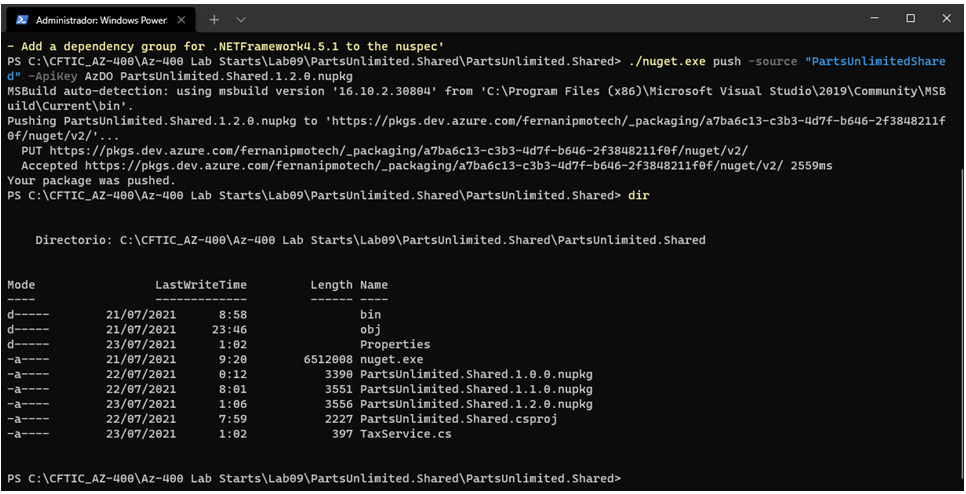 Administrador: Windows Power
- Add a dependency group for .NETFramework4.5.1 to the nuspec'
PS C:\CFTIC_AZ-400\Az-400 Lab Starts\Lab09\PartsUnlimited.Shared\PartsUnlimited.Shared> ./nuget.exe push -source "PartsUnlimitedShare
d" -ApiKey AzDO PartsUnlimited.Shared.1.2.0.nupkg
MSBuild auto-detection: using msbuild version '16.10.2.30804' from 'C:\Program Files (x86)\Microsoft Visual Studio\2019\Community\MSB
uild\Current\bin'.
Pushing PartsUnlimited.Shared.1.2.0.nupkg to 'https://pkgs.dev.azure.com/fernanipmotech/_packaging/a7ba6c13-c3b3-4d7f-b646-2f3848211f
0f/nuget/v2/'...
  PUT https://pkgs.dev.azure.com/fernanipmotech/_packaging/a7ba6c13-c3b3-4d7f-b646-2f3848211f0f/nuget/v2/
  Accepted https://pkgs.dev.azure.com/fernanipmotech/_packaging/a7ba6c13-c3b3-4d7f-b646-2f3848211f0f/nuget/v2/ 2559ms
Your package was pushed.
PS C:\CFTIC_AZ-400\Az-400 Lab Starts\Lab09\PartsUnlimited.Shared\PartsUnlimited.Shared> dir
    Directorio: C:\CFTIC_AZ-400\Az-400 Lab Starts\Lab09\PartsUnlimited.Shared\PartsUnlimited.Shared
Mode                LastWriteTime         Length Name
----                -------------         ------ ----
d-----       21/07/2021      8:58                bin
d-----       21/07/2021     23:46                obj
d-----       23/07/2021      1:02                Properties
-a----       21/07/2021      9:20        6512008 nuget.exe
-a----       22/07/2021      0:12           3390 PartsUnlimited.Shared.1.0.0.nupkg
-a----       22/07/2021      8:01           3551 PartsUnlimited.Shared.1.1.0.nupkg
-a----       23/07/2021      1:06           3556 PartsUnlimited.Shared.1.2.0.nupkg
-a----       22/07/2021      7:59           2227 PartsUnlimited.Shared.csproj
-a----       23/07/2021      1:02            397 TaxService.cs
PS C:\CFTIC_AZ-400\Az-400 Lab Starts\Lab09\PartsUnlimited.Shared\PartsUnlimited.Shared>